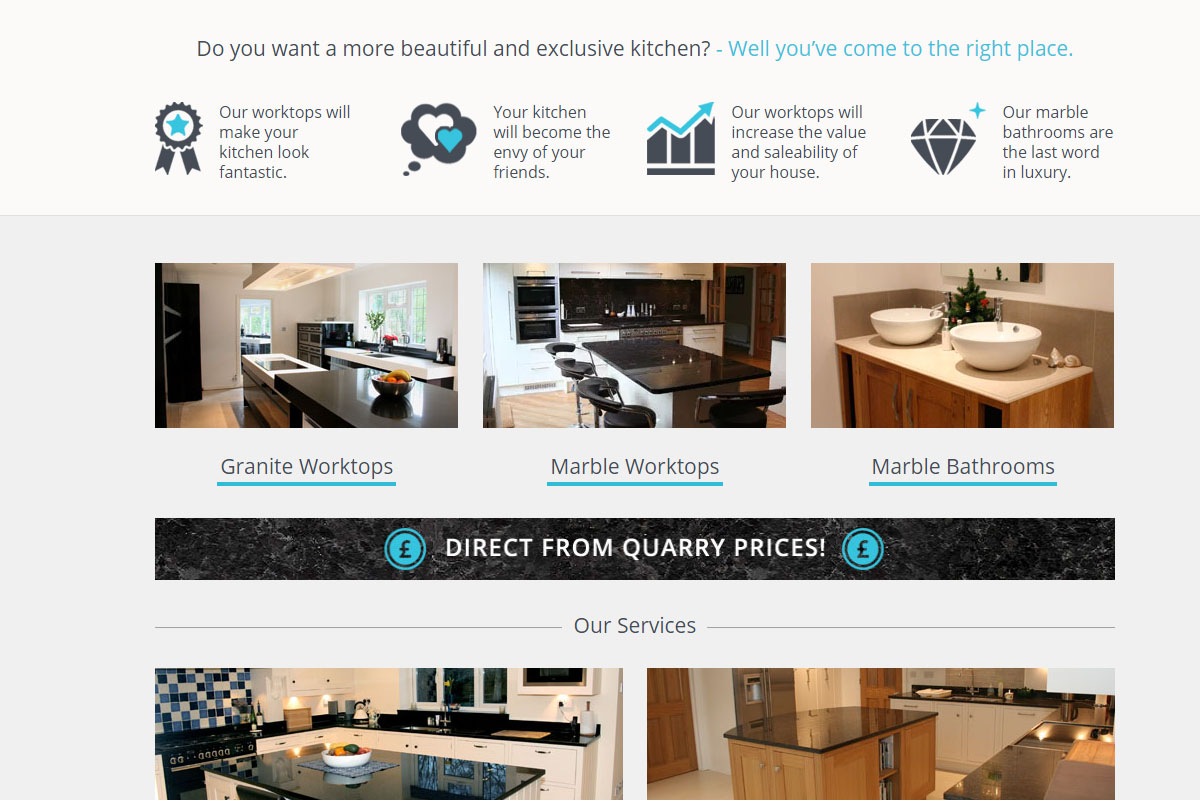 Do you want a more beautiful and exclusive kitchen? - Well you’ve come to the right place.
Our worktops will
make your
kitchen look
fantastic.
Your kitchen
will become the
envy of your
friends.
Our worktops will
increase the value
and saleability of
your house.
Our marble
bathrooms are
the last word
in luxury.
Granite Worktops
Marble Worktops
Marble Bathrooms
£ DIRECT FROM QUARRY PRICES! £
Our Services